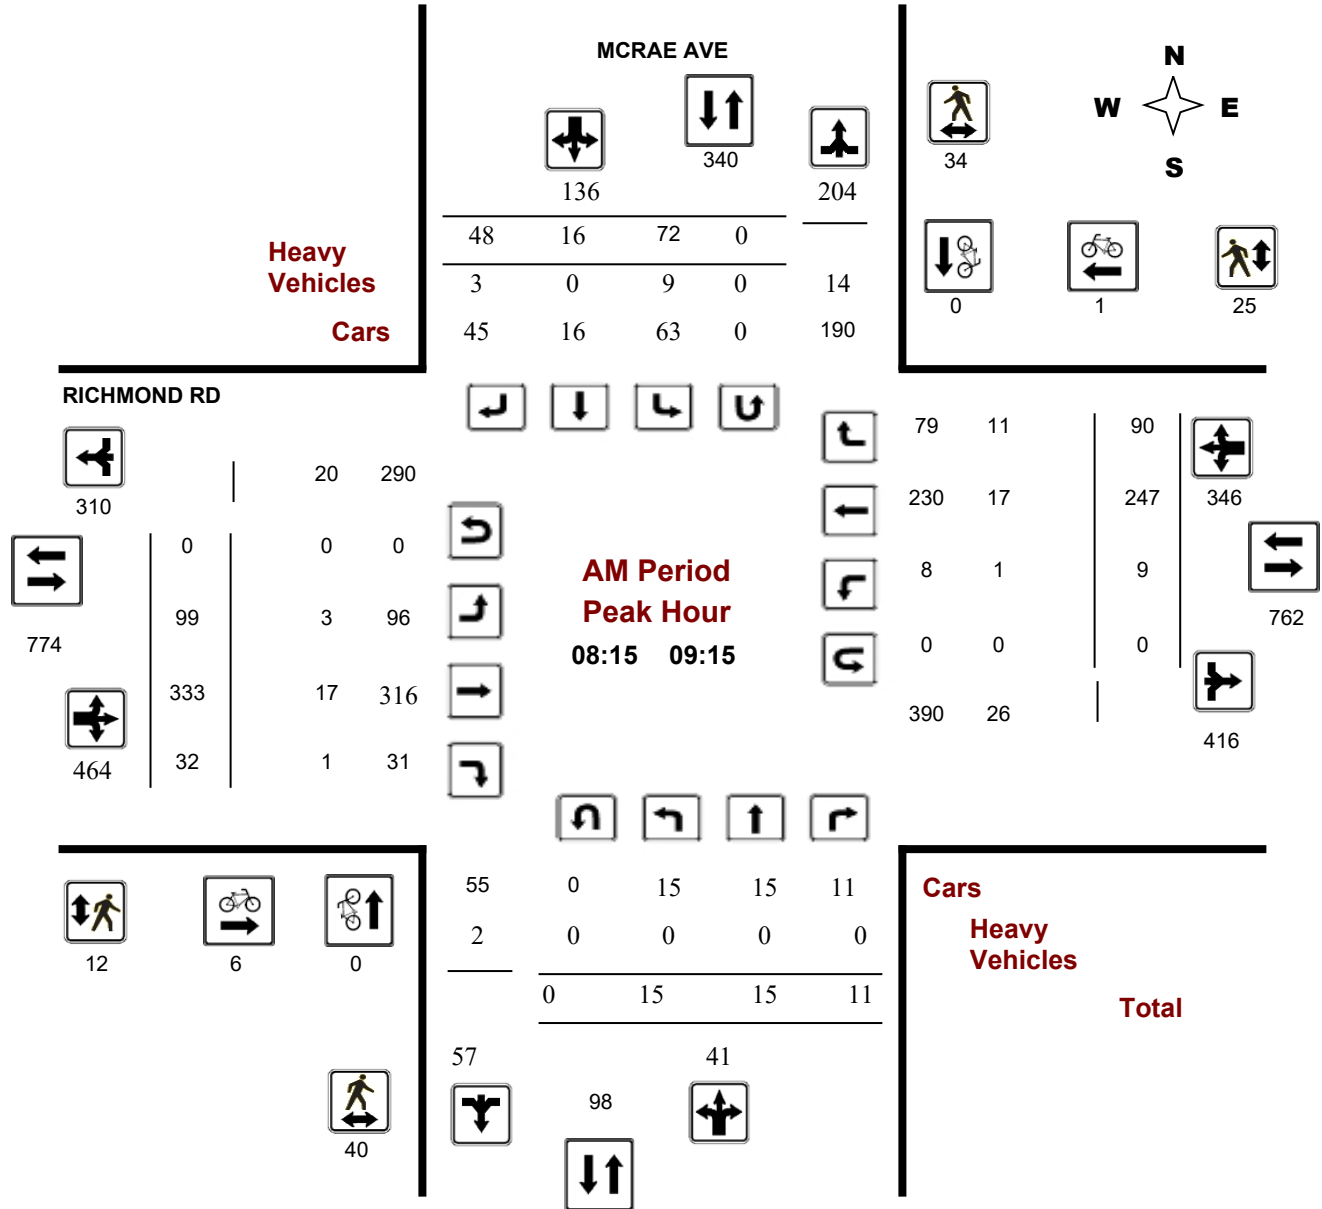 MCRAE AVE
N
W E
S
340
34
136 204
48 16 72 0
Heavy
Vehicles
3 0 9 0 14
0 1 25
Cars
45 16 63 0 190
RICHMOND RD
79 11 90
20 290
310
230 17 247 346
0 0 0
AM Period
8 1 9
Peak Hour
99 3 96
762
774
08:15 09:15
0 0 0
333 17 316
390 26
416
464 32 1 31
55 0 15 15 11
Cars
2 0 0 0 0
Heavy
Vehicles
12 6 0
0 15 15 11
Total
57 41
98
40